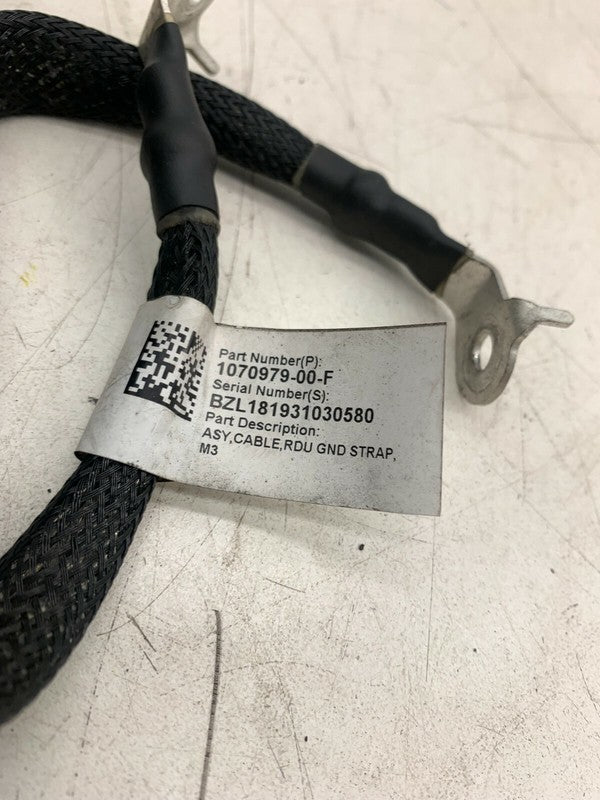 Part Number(P):
1070979-00-F
Serial Number(S):
BZL181931030580
Part Description:
ASY,CABLE,RDU GND STRAP,
M3